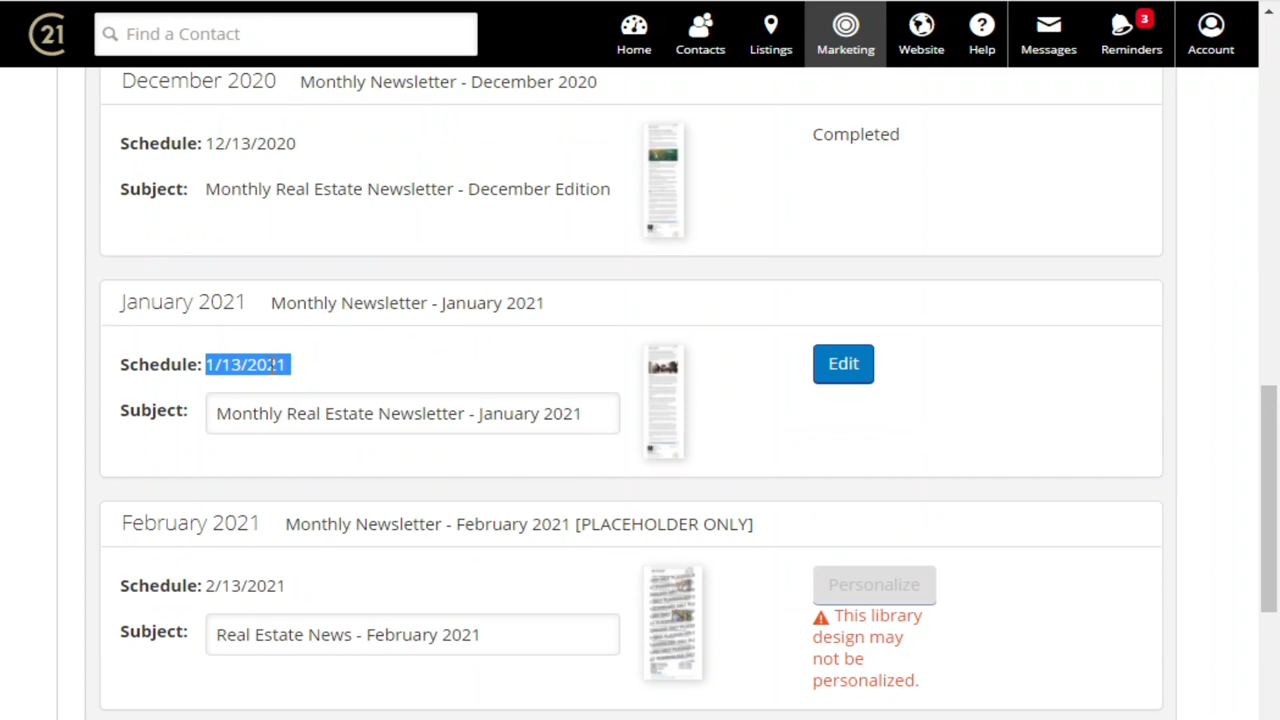 21
Find a Contact
Home
Contacts
Listings
Marketing
Website
Help
Messages
3
Reminders
Account
December 2020 Monthly Newsletter - December 2020
Schedule: 12/13/2020
Completed
Subject: Monthly Real Estate Newsletter - December Edition
January 2021 Monthly Newsletter - January 2021
Schedule: 1/13/2021
Edit
Subject: Monthly Real Estate Newsletter - January 2021
February 2021 Monthly Newsletter - February 2021 [PLACEHOLDER ONLY]
Schedule: 2/13/2021
Personalize
This library
design may
not be
personalized.
Subject: Real Estate News - February 2021